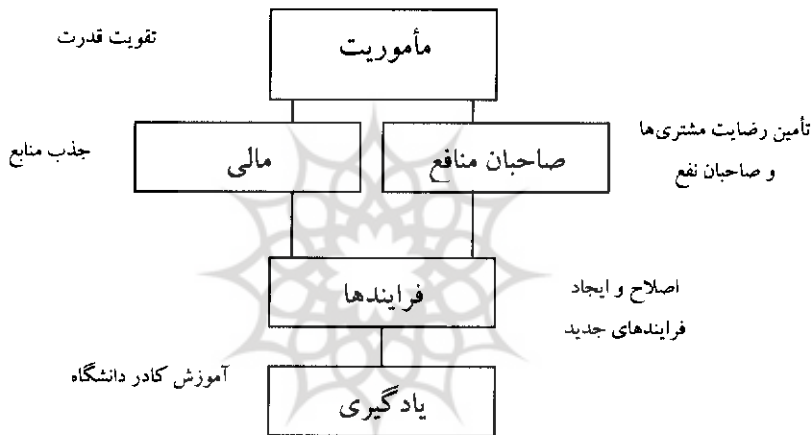 تقویت قدرت
مأموریت
تأمین رضایت مشتری‌ها
و صاحبان نفع
صاحبان منافع
مالی
جذب منابع
اصلاح و ایجاد
فرایندهای جدید
فرایندها
آموزش کادر دانشگاه
یادگیری